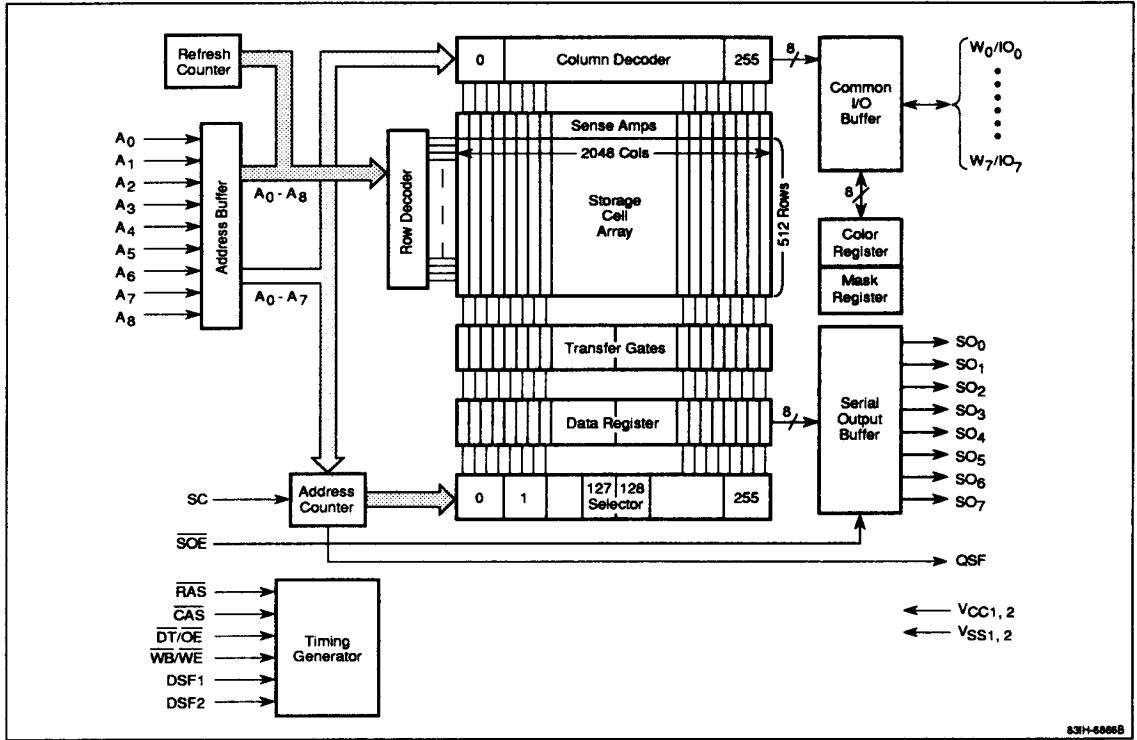 Refresh
Counter
A0
A1
A2
A3
A4
A5
A6
A7
A8
Address Buffer
A0 - A8
A0 - A7
Row Decoder
0
Column Decoder
255
8
Sense Amps
2048 Cols
Storage
Cell
Array
512 Rows
Transfer Gates
Data Register
8
0
1
127
128
Selector
255
Common
I/O
Buffer
W0/IO0
W7/IO7
8
Color
Register
Mask
Register
Serial
Output
Buffer
SO0
SO1
SO2
SO3
SO4
SO5
SO6
SO7
SC
Address
Counter
SOE
QSF
RAS
CAS
DT/OE
WB/WE
DSF1
DSF2
Timing
Generator
VCC1, 2
VSS1, 2
83IH-6866B